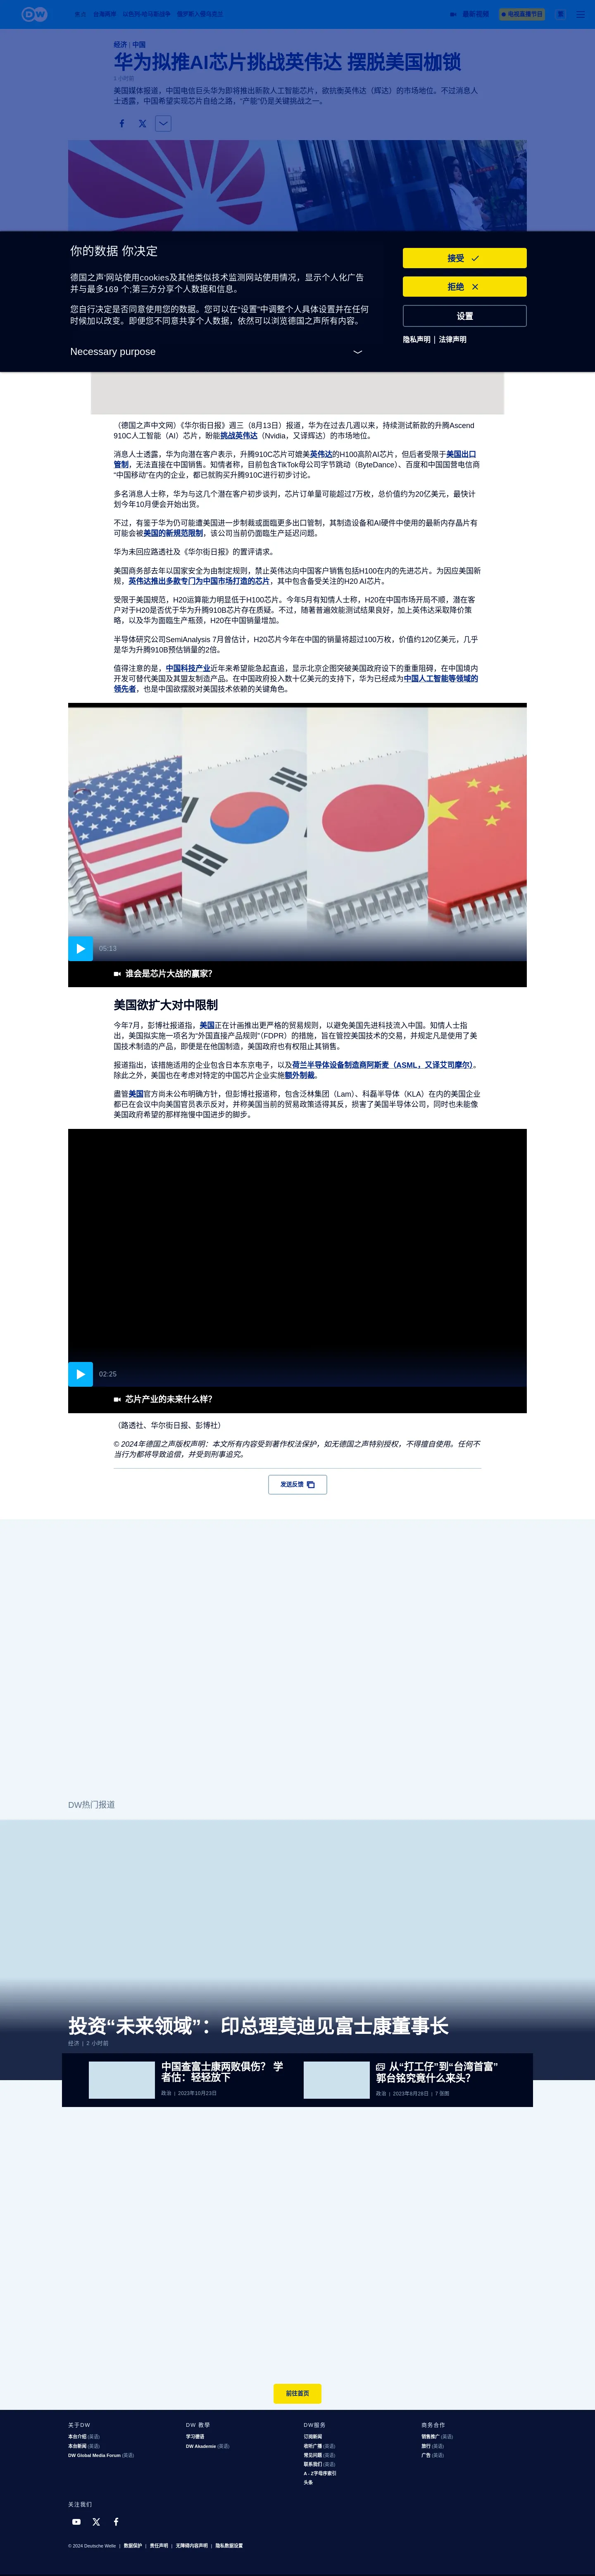 DW
电视直播节目
经济 | 中国
华为拟推AI芯片挑战英伟达 摆脱美国枷锁
1 小时前
美国媒体报道,中国电信巨头华为即将推出新款人工智能芯片,欲抗衡英伟达(辉达)的市场地位。不过消息人
士透露,中国希望实现芯片自给之路,"产能"仍是关键挑战之一。
你的数据 你决定
德国之声'网站使用cookies及其他类似技术监测网站使用情况,显示个人化广告
并与最多169 个;第三方分享个人数据和信息。
您自行决定是否同意使用您的数据。您可以在"设置"中调整个人具体设置并在任何
时候加以改变。即便您不同意共享个人数据,依然可以浏览德国之声所有内容。
Necessary purpose
接受
拒绝
设置
隐私声明 | 法律声明
(德国之声中文网)《华尔街日报》週三(8月13日)报道,华为在过去几週以来,持续测试新款的升腾Ascend
910C人工智能(AI)芯片,盼能挑战英伟达(Nvidia,又译辉达)的市场地位。
消息人士透露,华为向潜在客户表示,升腾910C芯片可媲美英伟达的H100高阶AI芯片,但后者受限于美国出口
管制,无法直接在中国销售。知情者称,目前包含TikTok母公司字节跳动(ByteDance)、百度和中国国营电信商
"中国移动"在内的企业,都已就购买升腾910C进行初步讨论。
多名消息人士称,华为与这几个潜在客户初步谈判,芯片订单量可能超过7万枚,总价值约为20亿美元,最快计
划今年10月便会开始出货。
不过,有鉴于华为仍可能遭美国进一步制裁或面临更多出口管制,其制造设备和AI硬件中使用的最新内存晶片有
可能会被美国的新规范限制,该公司当前仍面临生产延迟问题。
华为未回应路透社及《华尔街日报》的置评请求。
美国商务部去年以国家安全为由制定规则,禁止英伟达向中国客户销售包括H100在内的先进芯片。为因应美国新
规,英伟达推出多款专门为中国市场打造的芯片,其中包含备受关注的H20 AI芯片。
受限于美国规范,H20运算能力明显低于H100芯片。今年5月有知情人士称,H20在中国市场开局不顺,潜在客
户对于H20是否优于华为升腾910B芯片存在质疑。不过,随著普遍效能测试结果良好,加上英伟达采取降价策
略,以及华为面临生产瓶颈,H20在中国销量增加。
半导体研究公司SemiAnalysis 7月曾估计,H20芯片今年在中国的销量将超过100万枚,价值约120亿美元,几乎
是华为升腾910B预估销量的2倍。
值得注意的是,中国科技产业近年来希望能急起直追,显示北京企图突破美国政府设下的重重阻碍,在中国境内
开发可替代美国及其盟友制造产品。在中国政府投入数十亿美元的支持下,华为已经成为中国人工智能等领域的
领先者,也是中国欲摆脱对美国技术依赖的关键角色。
05:13
谁会是芯片大战的赢家?
美国欲扩大对中限制
今年7月,彭博社报道指,美国正在计画推出更严格的贸易规则,以避免美国先进科技流入中国。知情人士指
出,美国拟实施一项名为"外国直接产品规则"(FDPR)的措施,旨在管控美国技术的交易,并规定凡是使用了美
国技术制造的产品,即便是在他国制造,美国政府也有权阻止其销售。
报道指出,该措施适用的企业包含日本东京电子,以及荷兰半导体设备制造商阿斯麦(ASML,又译艾司摩尔)。
除此之外,美国也在考虑对特定的中国芯片企业实施额外制裁。
盡管美国官方尚未公布明确方针,但彭博社报道称,包含泛林集团(Lam)、科磊半导体(KLA)在内的美国企业
都已在会议中向美国官员表示反对,并称美国当前的贸易政策适得其反,损害了美国半导体公司,同时也未能像
美国政府希望的那样拖慢中国进步的脚步。
02:25
芯片产业的未来什么样?
(路透社、华尔街日报、彭博社)
© 2024年德国之声版权声明:本文所有内容受到著作权法保护,如无德国之声特别授权,不得擅自使用。任何不
当行为都将导致追偿,并受到刑事追究。
发送反馈
DW热门报道
投资"未来领域":印总理莫迪见富士康董事长
经济 | 2 小时前
中国查富士康两败俱伤? 学
者估:轻轻放下
政治 | 2023年10月23日
从"打工仔"到"台湾首富"
郭台铭究竟什么来头?
政治 | 2023年8月28日 | 7 张图
前往首页
关于DW
本台介绍 (英语)
本台新闻 (英语)
DW Global Media Forum (英语)
DW 教学
学习德语
DW Akademie (英语)
DW服务
订阅新闻
收听广播 (英语)
常见问题 (英语)
联系我们 (英语)
A - Z字母序索引
头条
商务合作
销售推广 (英语)
旅行 (英语)
广告 (英语)
关注我们
© 2024 Deutsche Welle | 数据保护 | 责任声明 | 无障碍内容声明 | 隐私数据设置